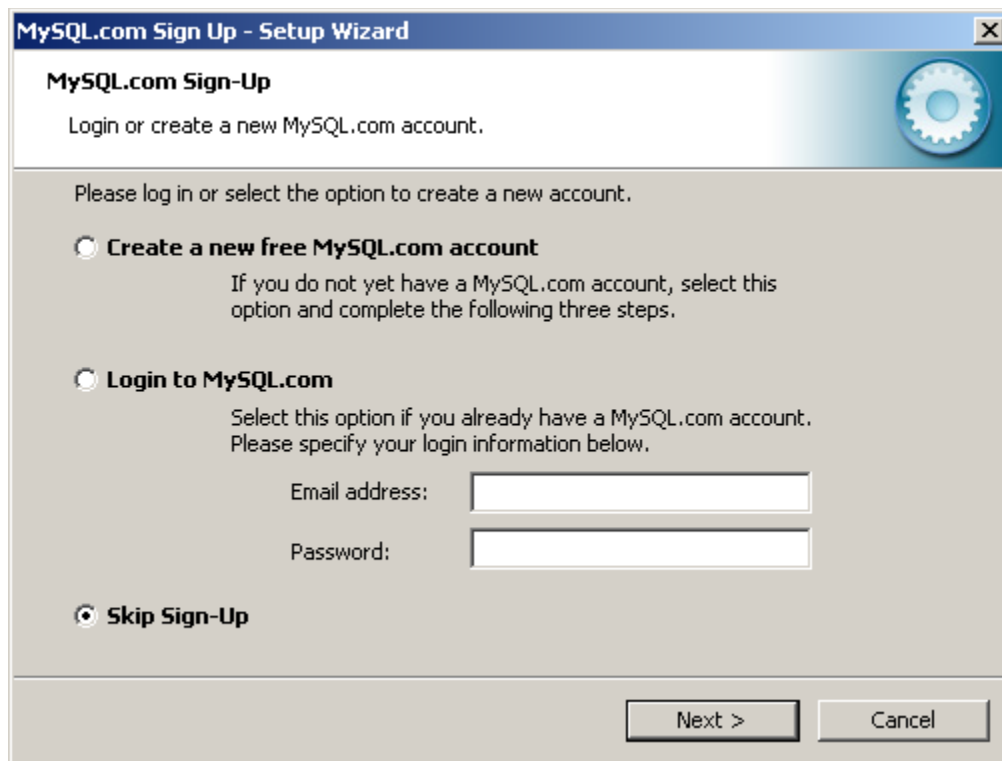 MySQL.com Sign Up - Setup Wizard
MySQL.com Sign-Up
Login or create a new MySQL.com account.
Please log in or select the option to create a new account.
Create a new free MySQL.com account
If you do not yet have a MySQL.com account, select this
option and complete the following three steps.
Login to MySQL.com
Select this option if you already have a MySQL.com account.
Please specify your login information below.
Email address:
Password:
Skip Sign-Up
Next >
Cancel